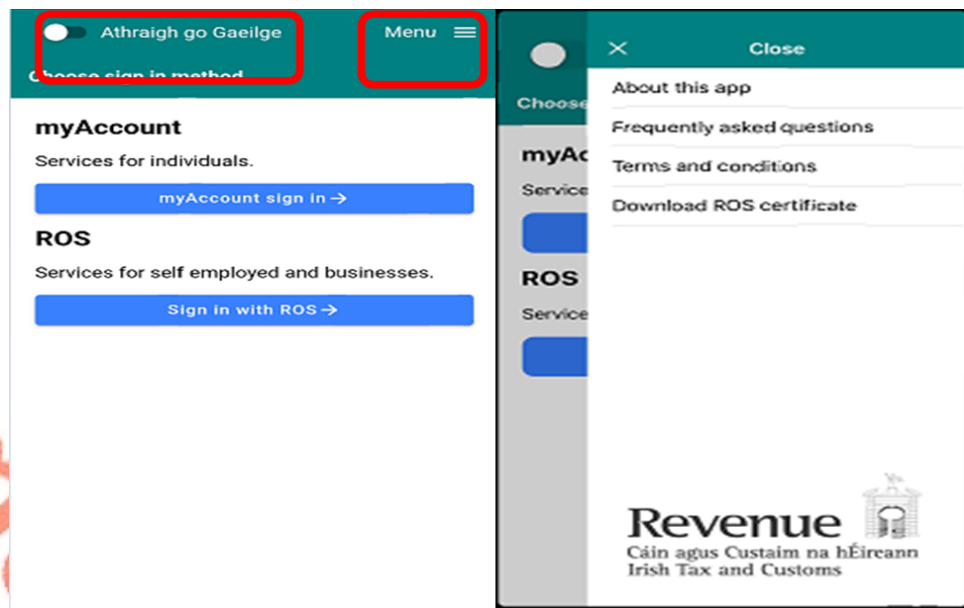 Athraigh go Gaeilge
Menu
Choose sign in method
myAccount
Services for individuals.
myAccount sign in →
ROS
Services for self employed and businesses.
Sign in with ROS →
Close
About this app
Frequently asked questions
Terms and conditions
Download ROS certificate
Choose
myAc
Service
ROS
Service
Revenue
Cáin agus Custaim na hÉireann
Irish Tax and Customs